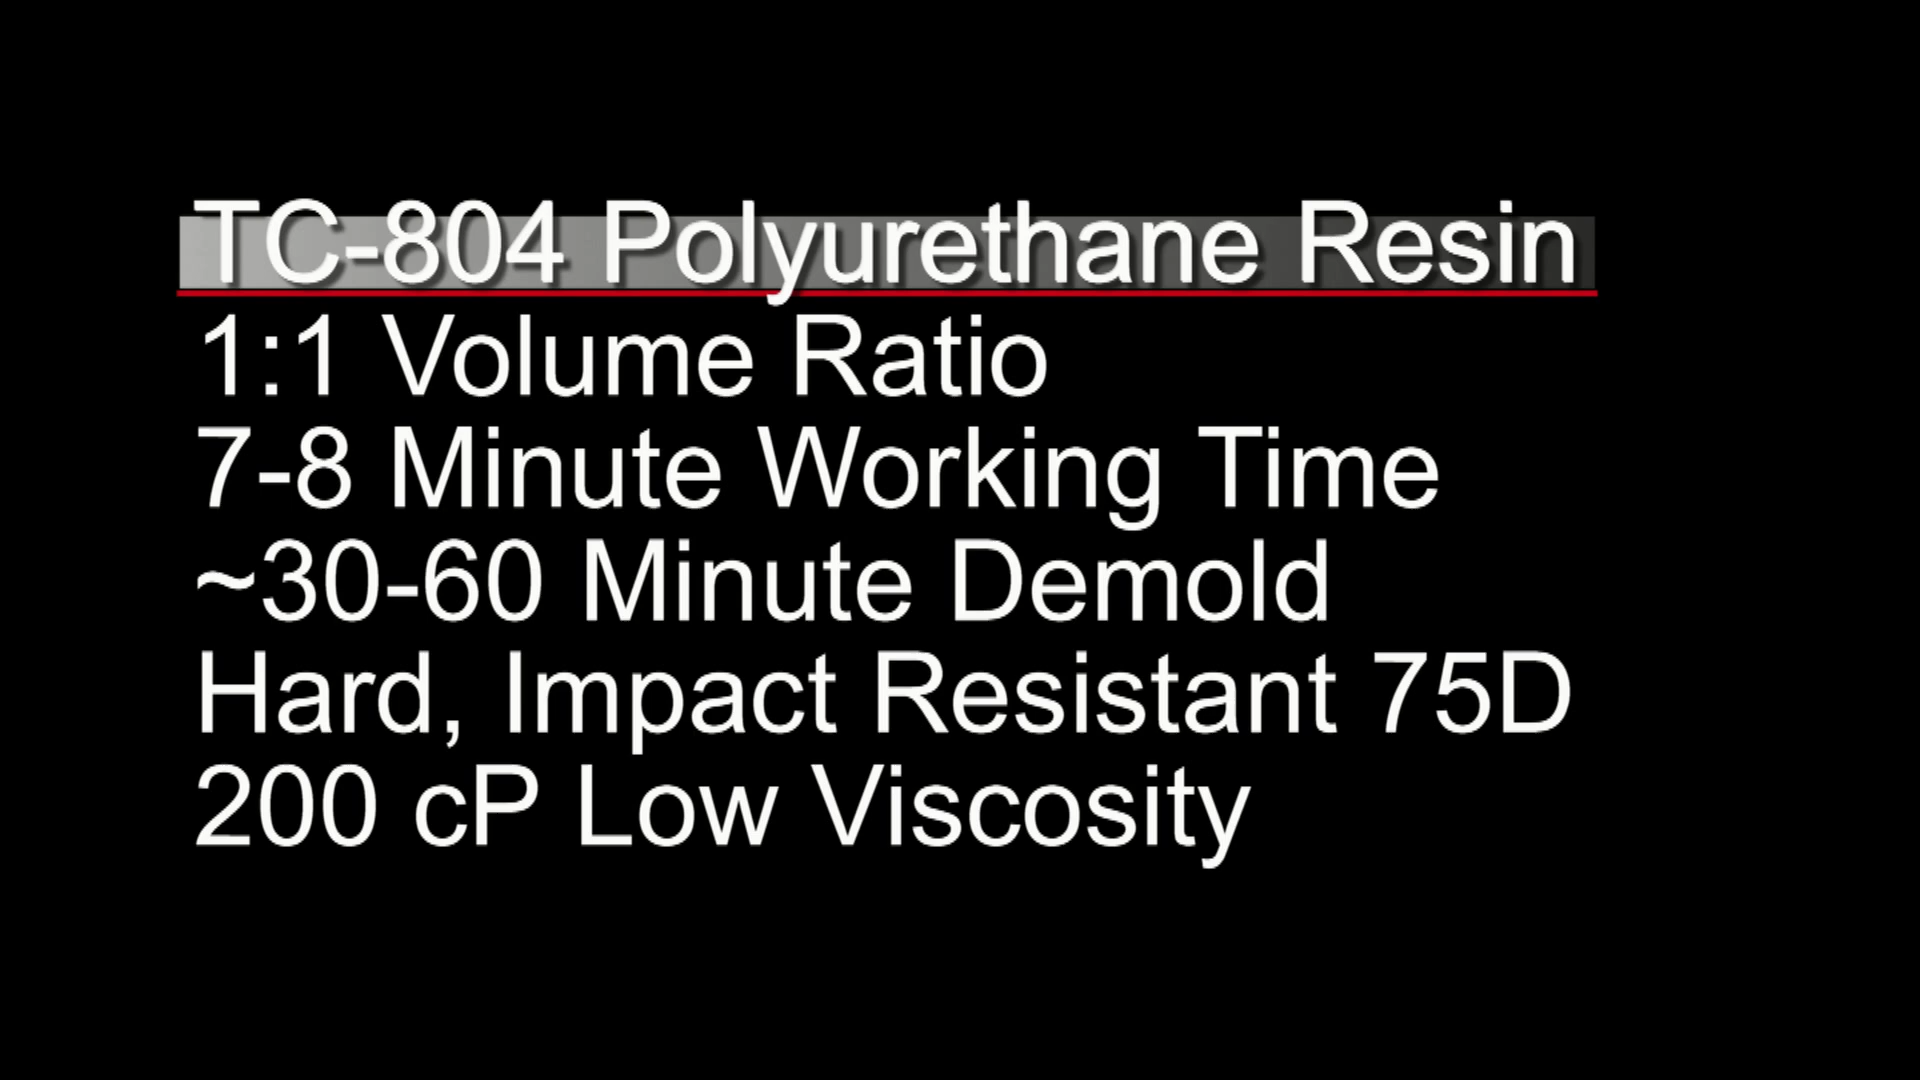 TC-804 Polyurethane Resin
1:1 Volume Ratio
7-8 Minute Working Time
~30-60 Minute Demold
Hard, Impact Resistant 75D
200 cP Low Viscosity